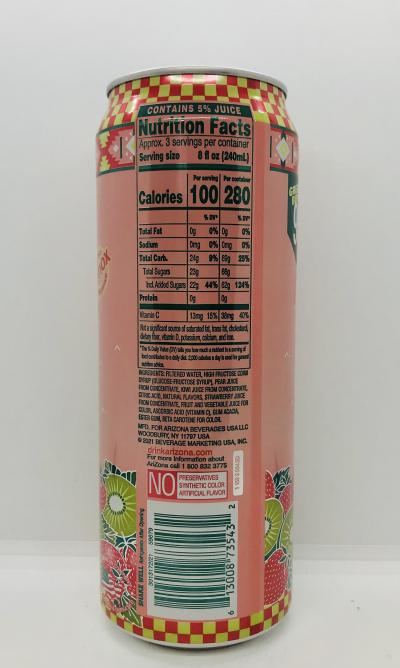 CONTAINS 5% JUICE
Nutrition Facts
Approx. 3 servings per container
Serving size 8 fl oz (240mL)
Per serving Per container
Calories 100 280
% DV* % DV*
Total Fat 0g 0% 0g 0%
Sodium 0mg 0% 0mg 0%
Total Carb. 24g 9% 69g 25%
Total Sugars 23g 66g
Incl. Added Sugars 22g 44% 62g 124%
Protein 0g 0g
Vitamin C 13mg 15% 38mg 40%
Not a significant source of saturated fat, trans fat, cholesterol,
dietary fiber, vitamin D, potassium, calcium, and iron.
*The % Daily Value (DV) tells you how much a nutrient in a serving of
food contributes to a daily diet. 2,000 calories a day is used for general
nutrition advice.
INGREDIENTS: FILTERED WATER, HIGH FRUCTOSE CORN
SYRUP (GLUCOSE-FRUCTOSE SYRUP), PEAR JUICE
FROM CONCENTRATE, KIWI JUICE FROM CONCENTRATE,
CITRIC ACID, NATURAL FLAVORS, STRAWBERRY JUICE
FROM CONCENTRATE, FRUIT AND VEGETABLE JUICE FOR
COLOR, ASCORBIC ACID (VITAMIN C), GUM ACACIA,
ESTER GUM, BETA CAROTENE FOR COLOR.
MFD. FOR ARIZONA BEVERAGES USA LLC
WOODBURY, NY 11797 USA
© 2021 BEVERAGE MARKETING USA, INC.
drinkarizona.com
For more information about
AriZona call 1 800 832 3775
NO PRESERVATIVES
SYNTHETIC COLOR
ARTIFICIAL FLAVOR
SHAKE WELL Refrigerate after Opening
6 13008 73543 2